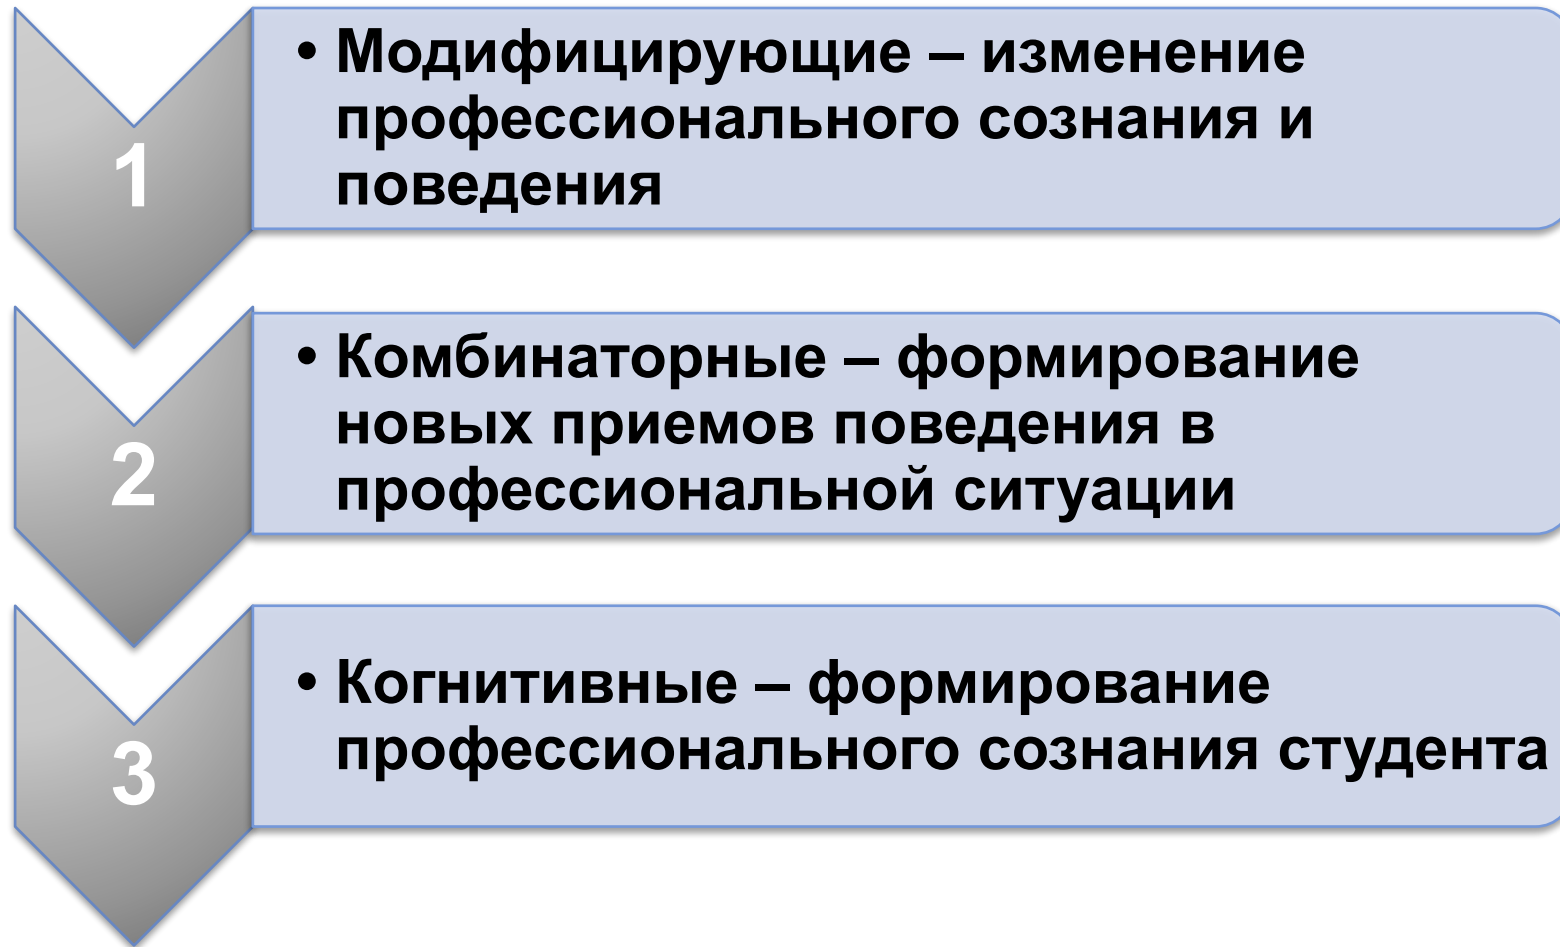 1
• Модифицирующие – изменение
профессионального сознания и
поведения
2
• Комбинаторные – формирование
новых приемов поведения в
профессиональной ситуации
3
• Когнитивные – формирование
профессионального сознания студента